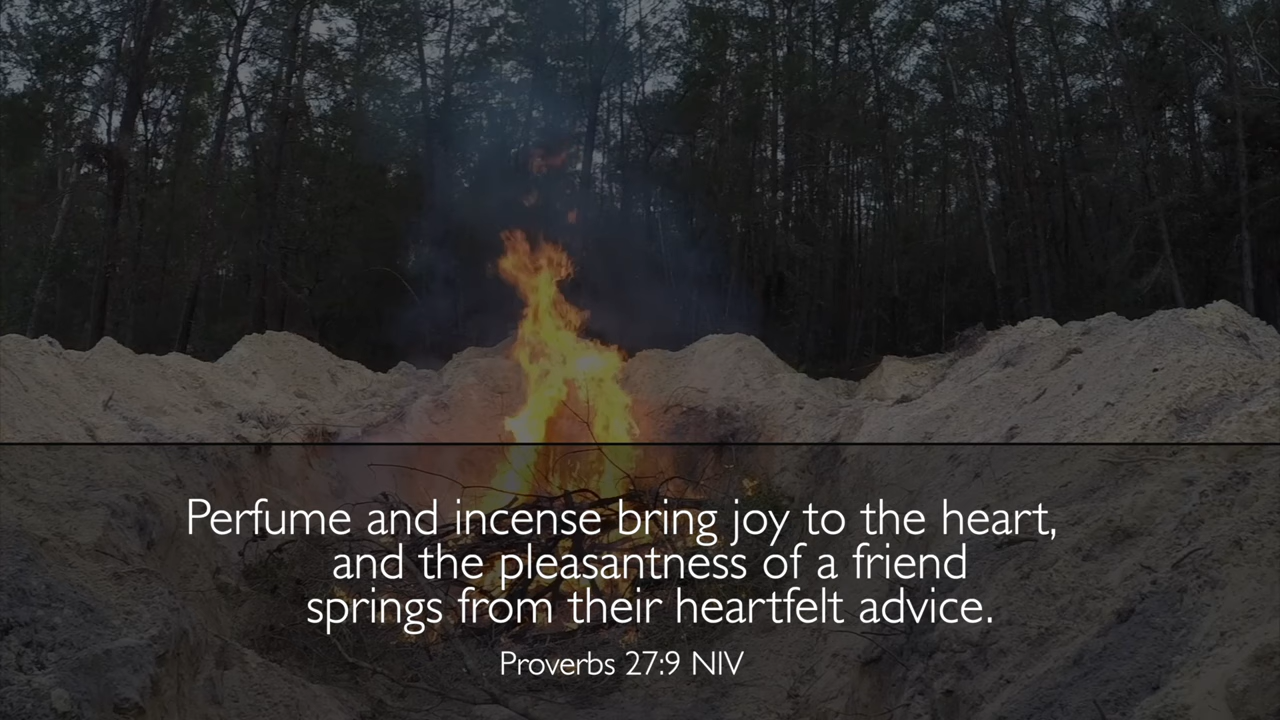 Perfume and incense bring joy to the heart,
and the pleasantness of a friend
springs from their heartfelt advice.
Proverbs 27:9 NIV